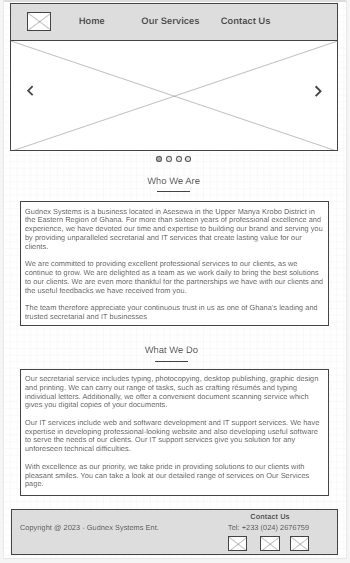 Home Our Services Contact Us
Who We Are
Gudnex Systems is a business located in Asesewa in the Upper Manya Krobo District in
the Eastern Region of Ghana. For more than sixteen years of professional excellence and
experience, we have devoted our time and expertise to building our brand and serving you
by providing unparalleled secretarial and IT services that create lasting value for our
clients.
We are committed to providing excellent professional services to our clients, as we
continue to grow. We are delighted as a team as we work daily to bring the best solutions
to our clients. We are even more thankful for the partnerships we have with our clients and
the useful feedbacks we have received from you.
The team therefore appreciate your continuous trust in us as one of Ghana's leading and
trusted secretarial and IT businesses
What We Do
Our secretarial service includes typing, photocopying, desktop publishing, graphic design
and printing. We can carry out range of tasks, such as crafting résumés and typing
individual letters. Additionally, we offer a convenient document scanning service which
gives you digital copies of your documents.
Our IT services include web and software development and IT support services. We have
expertise in developing professional-looking website and also developing useful software
to serve the needs of our clients. Our IT support services give you solution for any
unforeseen technical difficulties.
With excellence as our priority, we take pride in providing solutions to our clients with
pleasant smiles. You can take a look at our detailed range of services on Our Services
page.
Contact Us
Copyright @ 2023 - Gudnex Systems Ent. Tel: +233 (024) 2676759